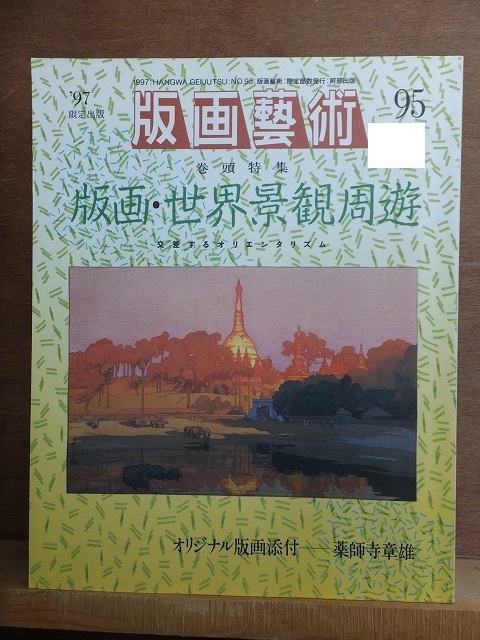 1997:HANGWA GEIJUTSU:NO.95:版画藝術:限定部数発行:阿部出版
'97
限定出版
版画藝術
95
巻頭特集
版画・世界景観周遊
交差するオリエンタリズム
オリジナル版画添付——薬師寺章雄